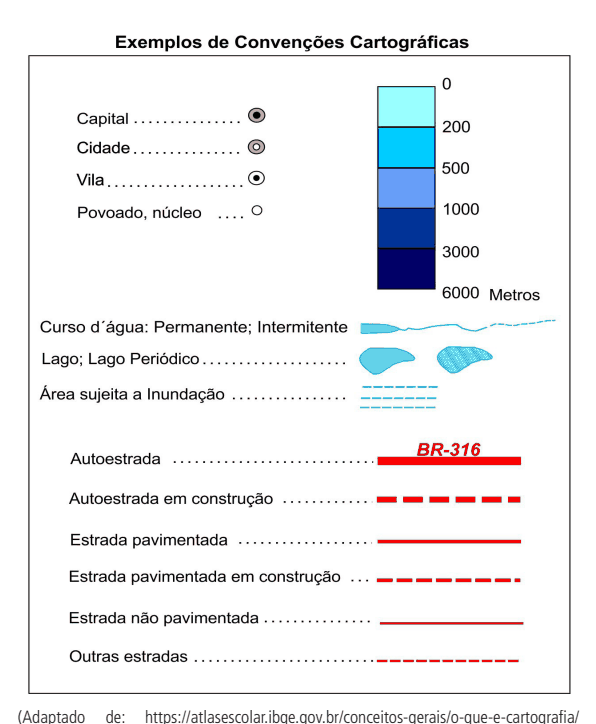 Exemplos de Convenções Cartográficas
Capital ...............
Cidade ...............
Vila ....................
Povoado, núcleo ....
0
200
500
1000
3000
6000 Metros
Curso d´água: Permanente; Intermitente
Lago; Lago Periódico ....................
Área sujeita a Inundação ................
BR-316
Autoestrada ............................
Autoestrada em construção ............
Estrada pavimentada ..................
Estrada pavimentada em construção ...
Estrada não pavimentada ...............
Outras estradas .........................
(Adaptado de: https://atlasescolar.ibge.gov.br/conceitos-gerais/o-que-e-cartografia/